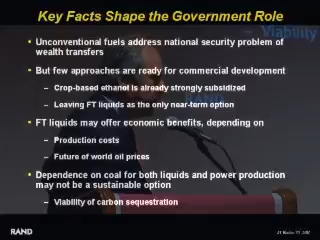 Key Facts Shape the Government Role
Viability
• Unconventional fuels address national security problem of
wealth transfers
• But few approaches are ready for commercial development
– Crop-based ethanol is already strongly subsidized
– Leaving FT liquids as the only near-term option
RAND
• FT liquids may offer economic benefits, depending on
– Production costs
– Future of world oil prices
• Dependence on coal for both liquids and power production
may not be a sustainable option
– Viability of carbon sequestration
RAND